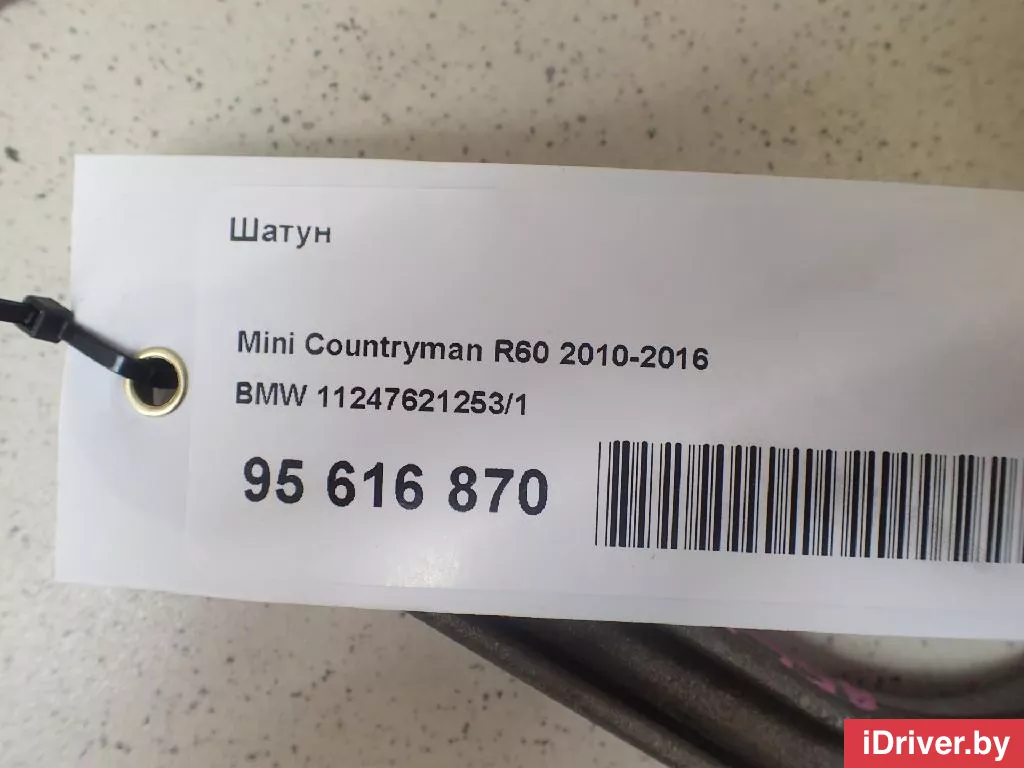 Шатун
Mini Countryman R60 2010-2016
BMW 11247621253/1
95 616 870
iDriver.by